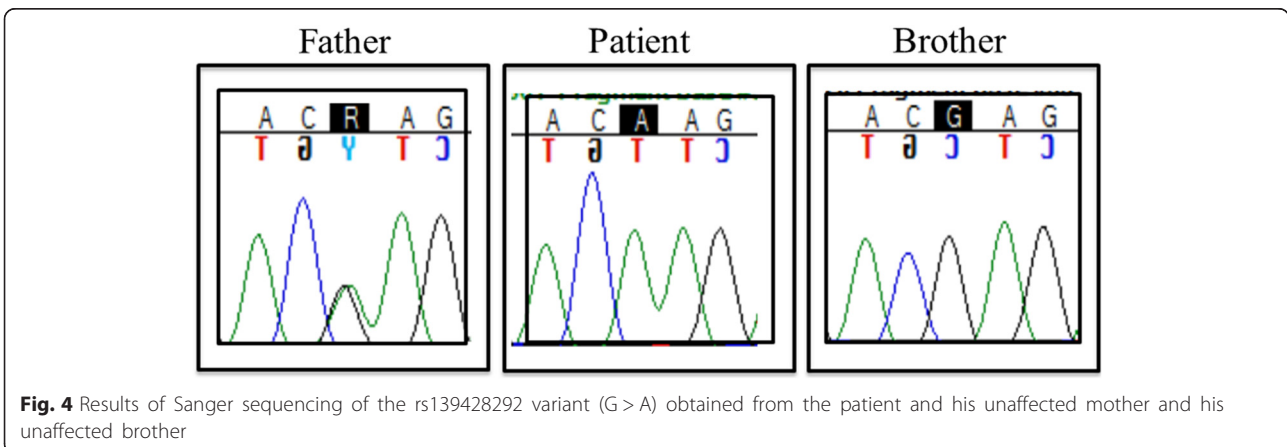 Father Patient Brother
A C R A G
T G Y T C
A C A A G
T G T T C
A C G A G
T G C T C
Fig. 4 Results of Sanger sequencing of the rs139428292 variant (G > A) obtained from the patient and his unaffected mother and his
unaffected brother